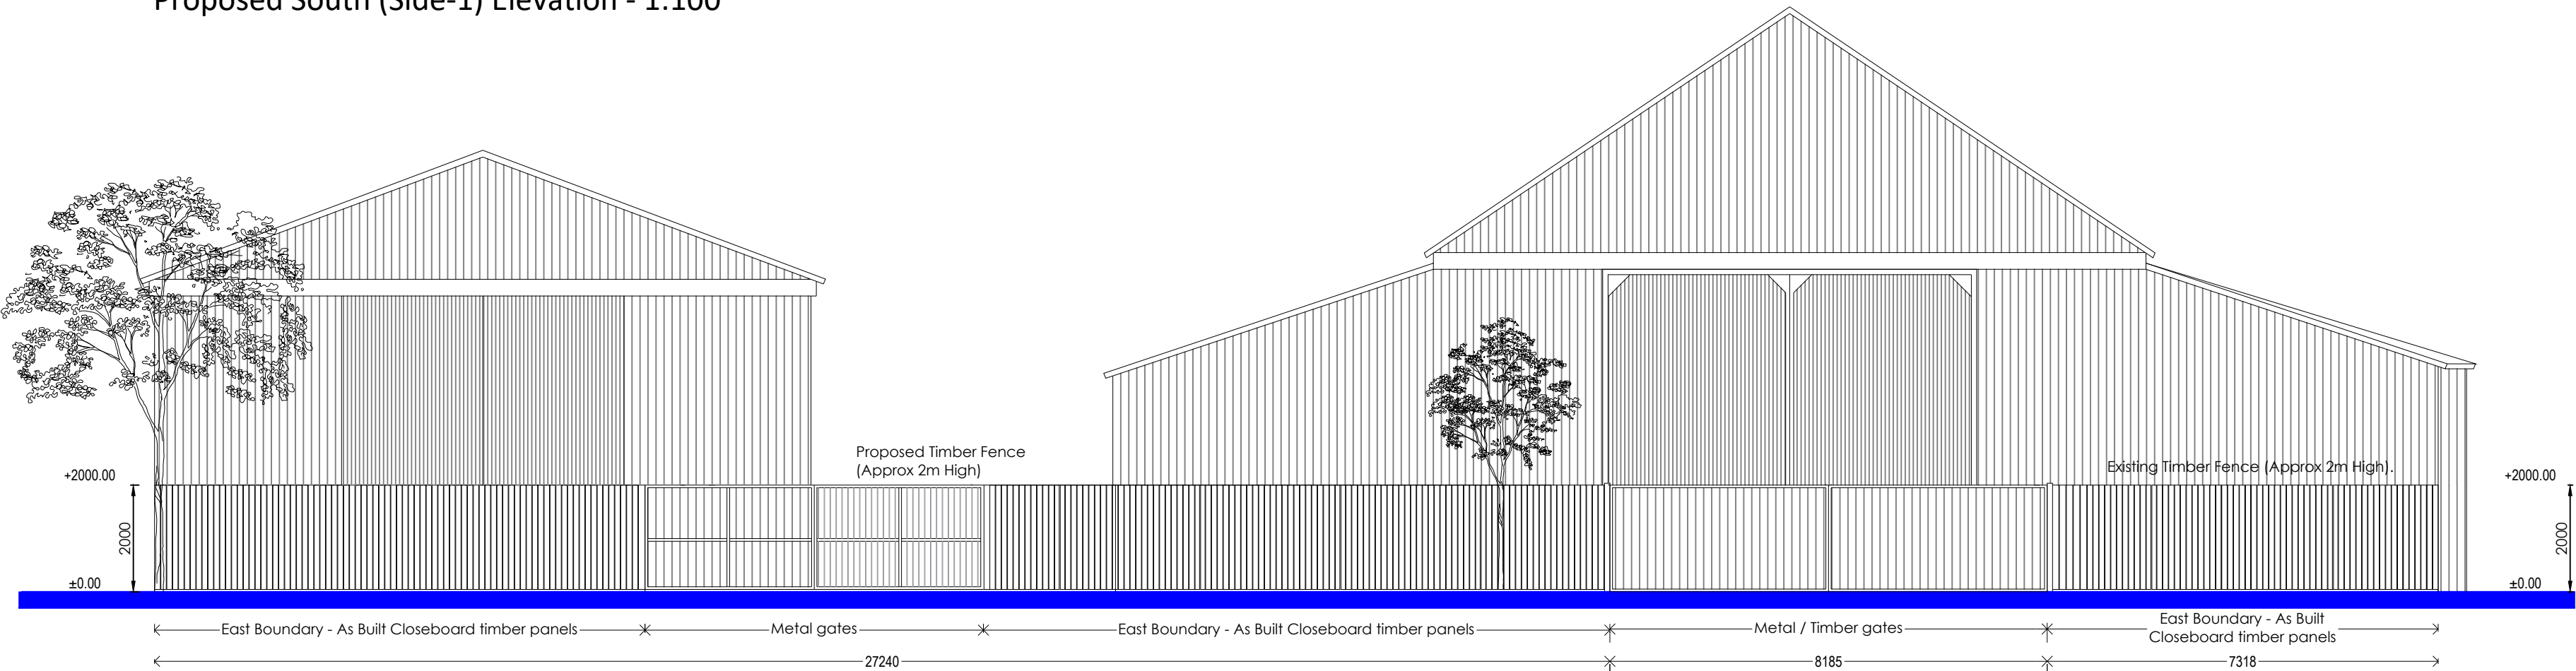 Proposed South (Side-1) Elevation - 1:100
Proposed Timber Fence
(Approx 2m High)
Existing Timber Fence (Approx 2m High).
+2000.00
+2000.00
2000
2000
±0.00
±0.00
East Boundary - As Built Closeboard timber panels
Metal gates
East Boundary - As Built Closeboard timber panels
Metal / Timber gates
East Boundary - As Built
Closeboard timber panels
27240
8185
7318